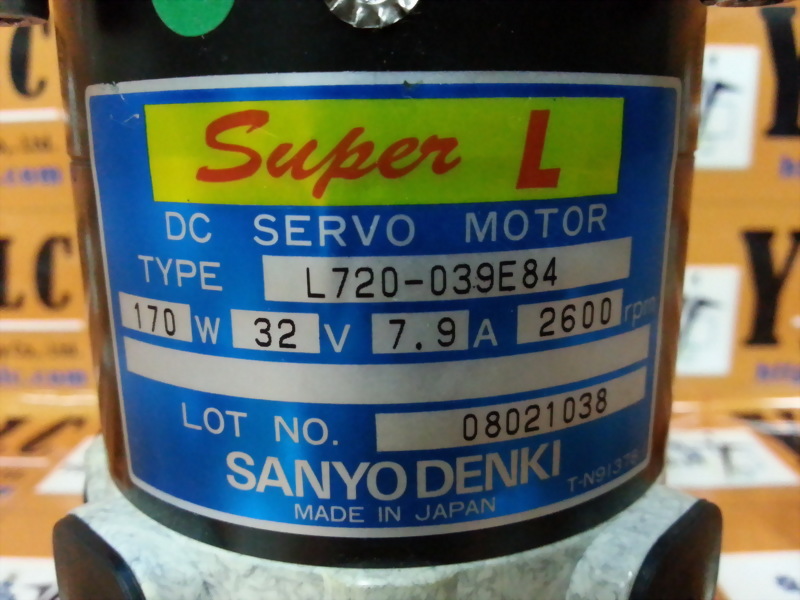 Super L
DC SERVO MOTOR
TYPE L720-039E84
170 W 32 V 7.9 A 2600 rpm
LOT NO. 08021038
SANYO DENKI
T-N91375
MADE IN JAPAN